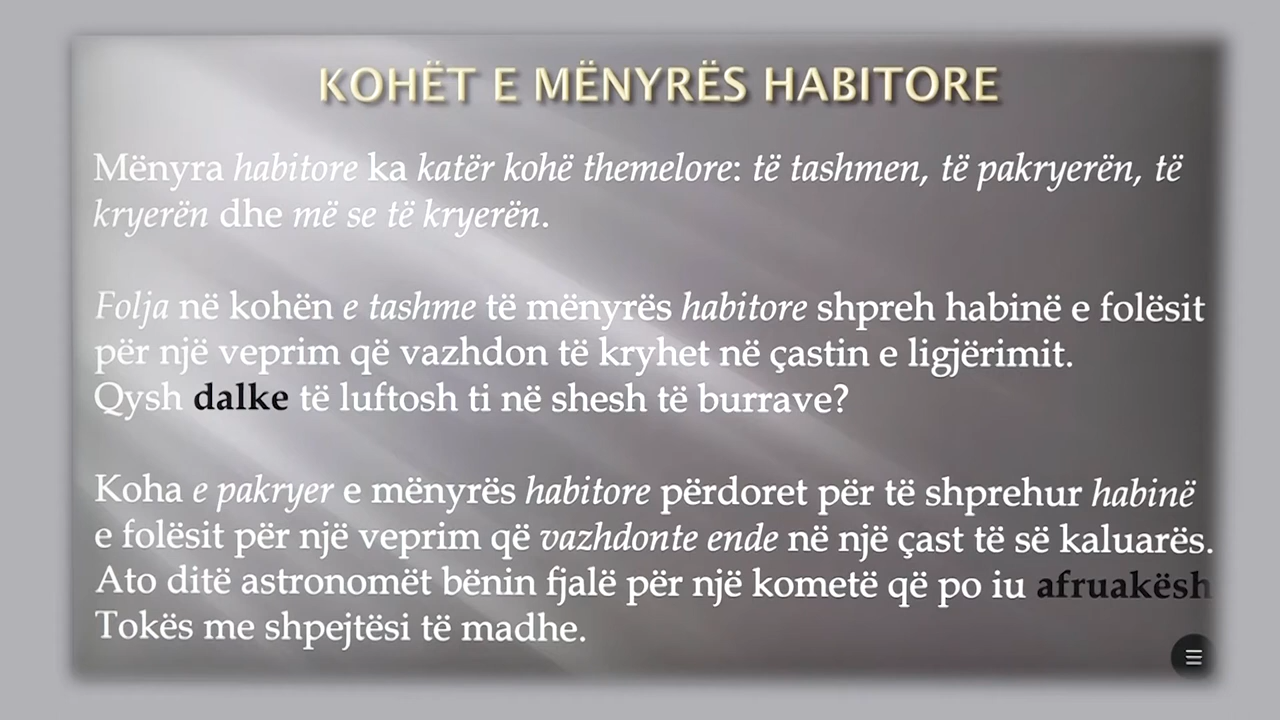 KOHËT E MËNYRËS HABITORE
Mënyra habitore ka katër kohë themelore: të tashmen, të pakryerën, të
kryerën dhe më se të kryerën.
Folja në kohën e tashme të mënyrës habitore shpreh habinë e folësit
për një veprim që vazhdon të kryhet në çastin e ligjërimit.
Qysh dalke të luftosh ti në shesh të burrave?
Koha e pakryer e mënyrës habitore përdoret për të shprehur habinë
e folësit për një veprim që vazhdonte ende në një çast të së kaluarës.
Ato ditë astronomët bënin fjalë për një kometë që po iu afruakësh
Tokës me shpejtësi të madhe.